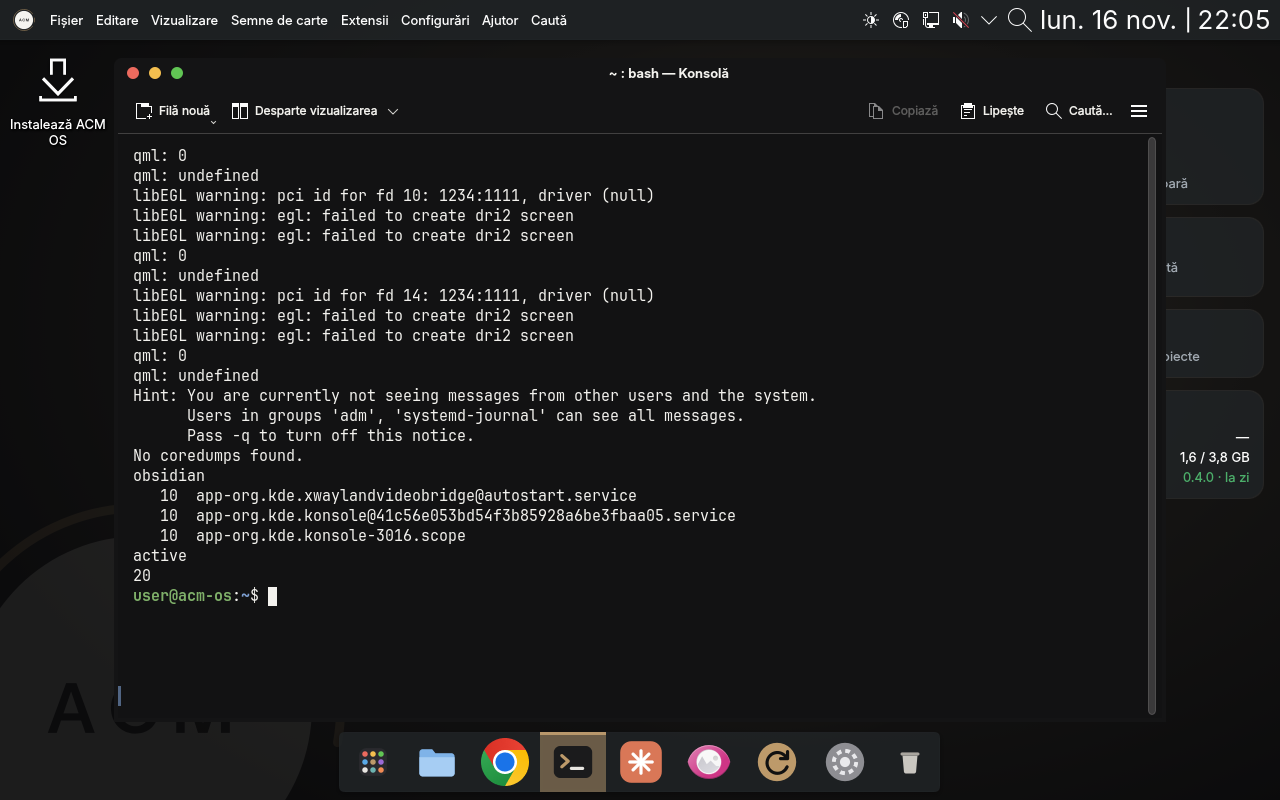 ACM Fișier Editare Vizualizare Semne de carte Extensii Configurări Ajutor Caută lun. 16 nov. | 22:05
Instalează ACM OS
~ : bash — Konsolă
Filă nouă Desparte vizualizarea Copiază Lipește Caută...
qml: 0
qml: undefined
libEGL warning: pci id for fd 10: 1234:1111, driver (null)
libEGL warning: egl: failed to create dri2 screen
libEGL warning: egl: failed to create dri2 screen
qml: 0
qml: undefined
libEGL warning: pci id for fd 14: 1234:1111, driver (null)
libEGL warning: egl: failed to create dri2 screen
libEGL warning: egl: failed to create dri2 screen
qml: 0
qml: undefined
Hint: You are currently not seeing messages from other users and the system.
      Users in groups 'adm', 'systemd-journal' can see all messages.
      Pass -q to turn off this notice.
No coredumps found.
obsidian
   10  app-org.kde.xwaylandvideobridge@autostart.service
   10  app-org.kde.konsole@41c56e053bd54f3b85928a6be3fbaa05.service
   10  app-org.kde.konsole-3016.scope
active
20
user@acm-os:~$
—
1,6 / 3,8 GB
0.4.0 · la zi
ACM